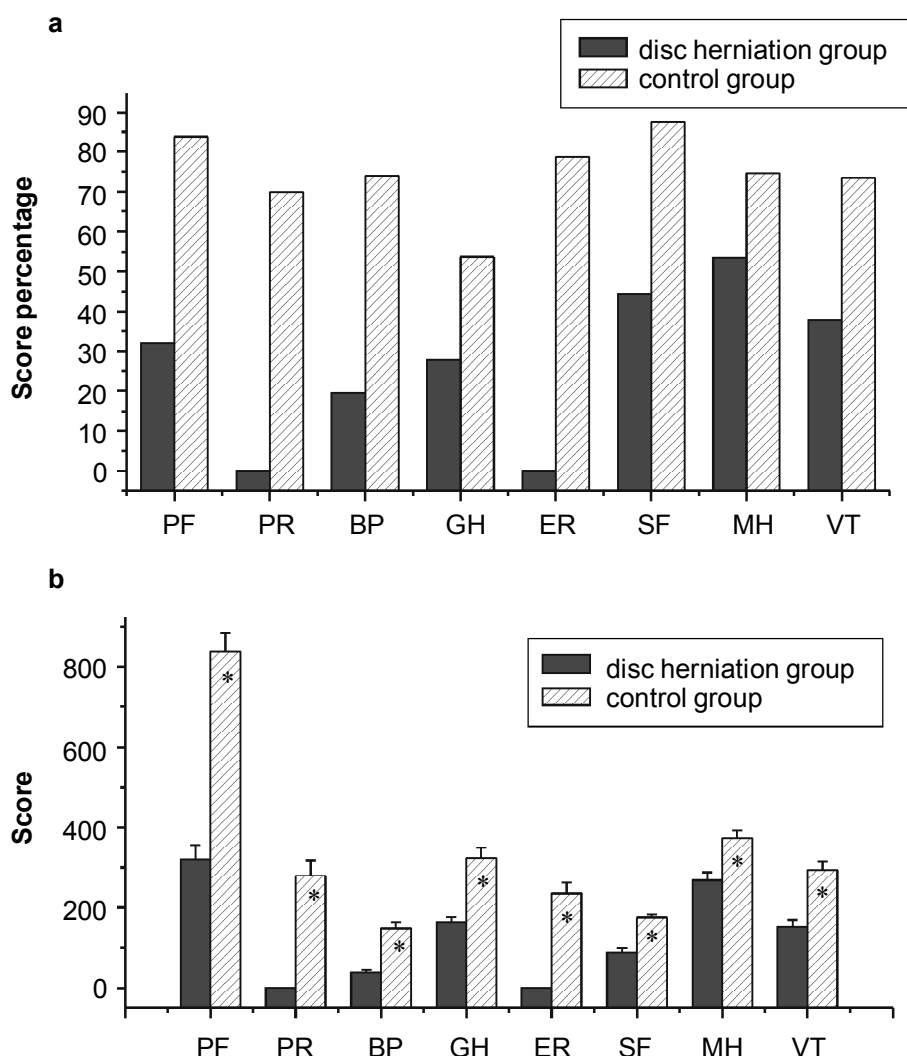 a
disc herniation group
control group
Score percentage
90
80
70
60
50
40
30
20
10
0
PF PR BP GH ER SF MH VT
b
disc herniation group
control group
Score
800
600
400
200
0
* * * * * * * *
PF PR BP GH ER SF MH VT